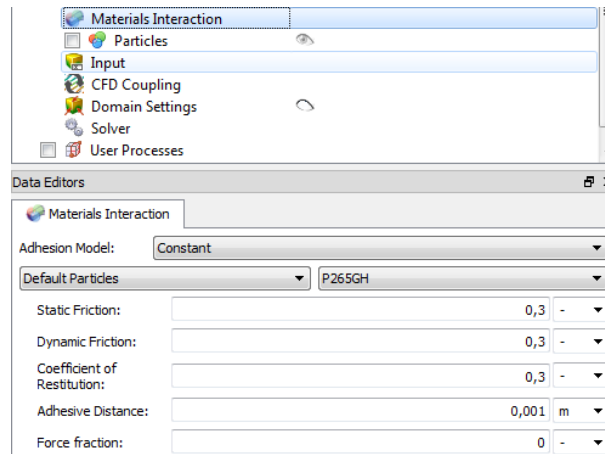 Materials Interaction
Particles
Input
CFD Coupling
Domain Settings
Solver
User Processes
Data Editors
Materials Interaction
Adhesion Model: Constant
Default Particles P265GH
Static Friction: 0,3 -
Dynamic Friction: 0,3 -
Coefficient of
Restitution: 0,3 -
Adhesive Distance: 0,001 m
Force fraction: 0 -